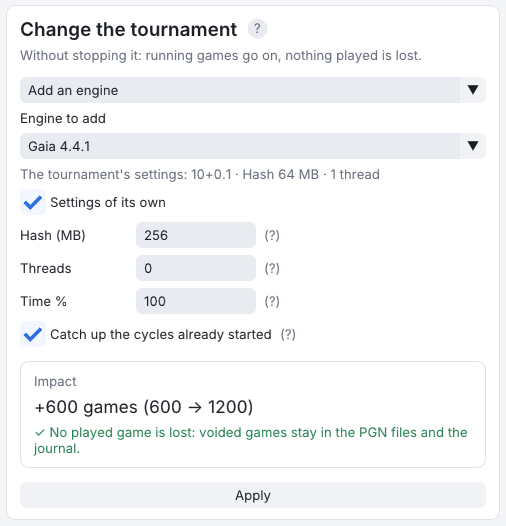 Change the tournament ?
Without stopping it: running games go on, nothing played is lost.
Add an engine ▼
Engine to add
Gaia 4.4.1 ▼
The tournament's settings: 10+0.1 · Hash 64 MB · 1 thread
Settings of its own
Hash (MB) 256 (?)
Threads 0 (?)
Time % 100 (?)
Catch up the cycles already started (?)
Impact
+600 games (600 → 1200)
✓ No played game is lost: voided games stay in the PGN files and the
journal.
Apply